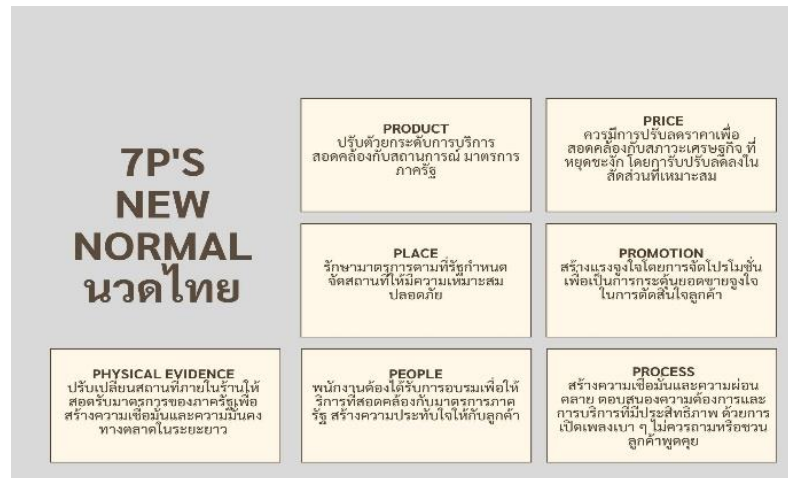 7P'S
NEW
NORMAL
นวดไทย
PRODUCT
ปรับตัวยกระดับการบริการ
สอดคล้องกับสถานการณ์ มาตรการ
ภาครัฐ
PRICE
ควรมีการปรับลดราคาเพื่อ
สอดคล้องกับสภาวะเศรษฐกิจ ที่
หยุดชะงัก โดยการับปรับลดลงใน
สัดส่วนที่เหมาะสม
PLACE
รักษามาตรการตามที่รัฐกำหนด
จัดสถานที่ให้มีความเหมาะสม
ปลอดภัย
PROMOTION
สร้างแรงจูงใจโดยการจัดโปรโมชั่น
เพื่อเป็นการกระตุ้นยอดขายจูงใจ
ในการตัดสินใจลูกค้า
PHYSICAL EVIDENCE
ปรับเปลี่ยนสถานที่ภายในร้านให้
สอดรับมาตรการของภาครัฐเพื่อ
สร้างความเชื่อมั่นและความมั่นคง
ทางตลาดในระยะยาว
PEOPLE
พนักงานต้องได้รับการอบรมเพื่อให้
ริการที่สอดคล้องกับมาตรการภาค
รัฐ สร้างความประทับใจให้กับลูกค้า
PROCESS
สร้างความเชื่อมั่นและความผ่อน
คลาย ตอบสนองความต้องการและ
การบริการที่มีประสิทธิภาพ ด้วยการ
เปิดเพลงเบา ๆ ไม่ควรถามหรือชวน
ลูกค้าพูดคุย